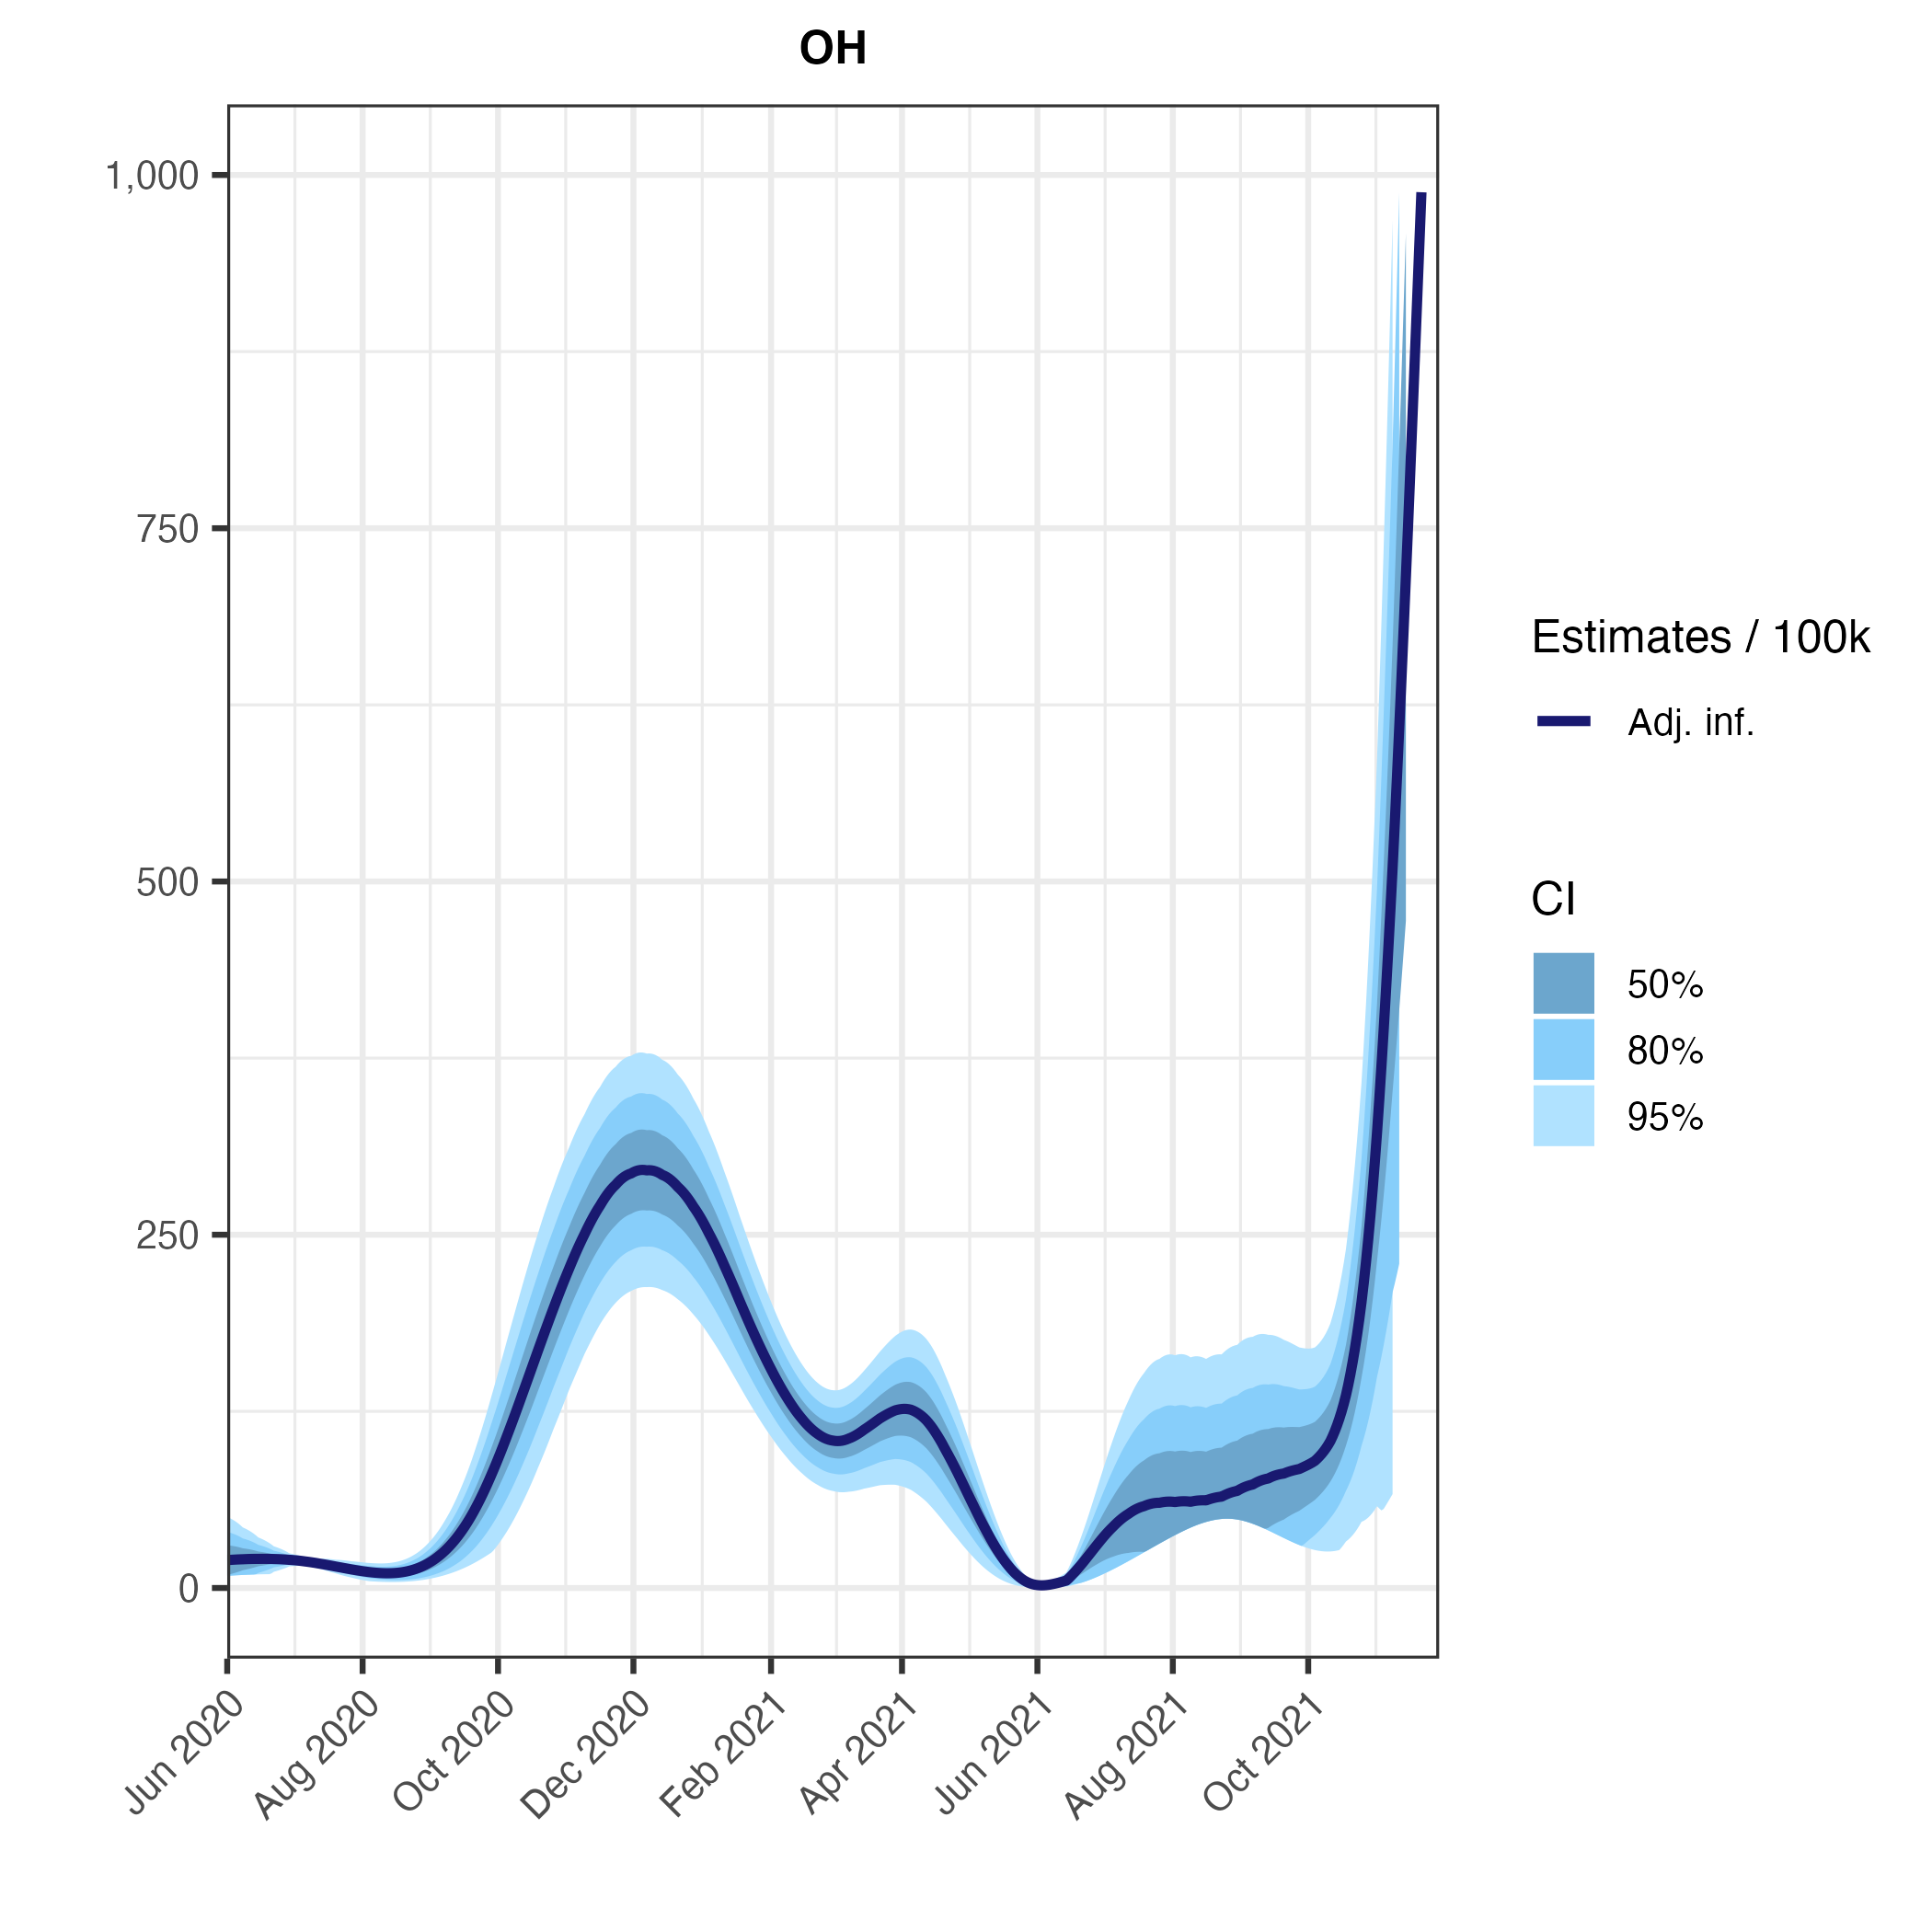 OH
1,000
750
500
250
0
Jun 2020
Aug 2020
Oct 2020
Dec 2020
Feb 2021
Apr 2021
Jun 2021
Aug 2021
Oct 2021
Estimates / 100k
Adj. inf.
CI
50%
80%
95%